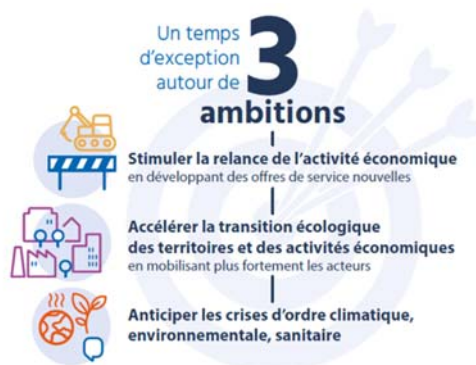 Un temps
d'exception
autour de
3
ambitions
Stimuler la relance de l'activité économique
en développant des offres de service nouvelles
Accélérer la transition écologique
des territoires et des activités économiques
en mobilisant plus fortement les acteurs
Anticiper les crises d'ordre climatique,
environnementale, sanitaire